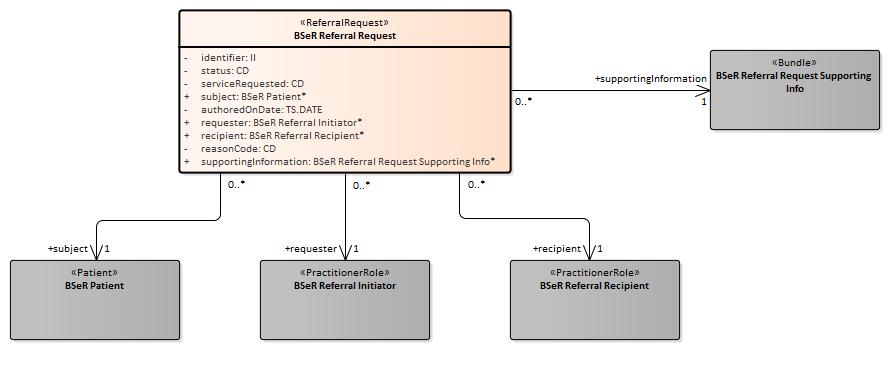 «ReferralRequest»
BSeR Referral Request
- identifier: II
- status: CD
- serviceRequested: CD
+ subject: BSeR Patient*
- authoredOnDate: TS.DATE
+ requester: BSeR Referral Initiator*
+ recipient: BSeR Referral Recipient*
- reasonCode: CD
+ supportingInformation: BSeR Referral Request Supporting Info*
+supportingInformation
0..*
1
«Bundle»
BSeR Referral Request Supporting
Info
0..*
0..*
0..*
+subject
1
+requester
1
+recipient
1
«Patient»
BSeR Patient
«PractitionerRole»
BSeR Referral Initiator
«PractitionerRole»
BSeR Referral Recipient